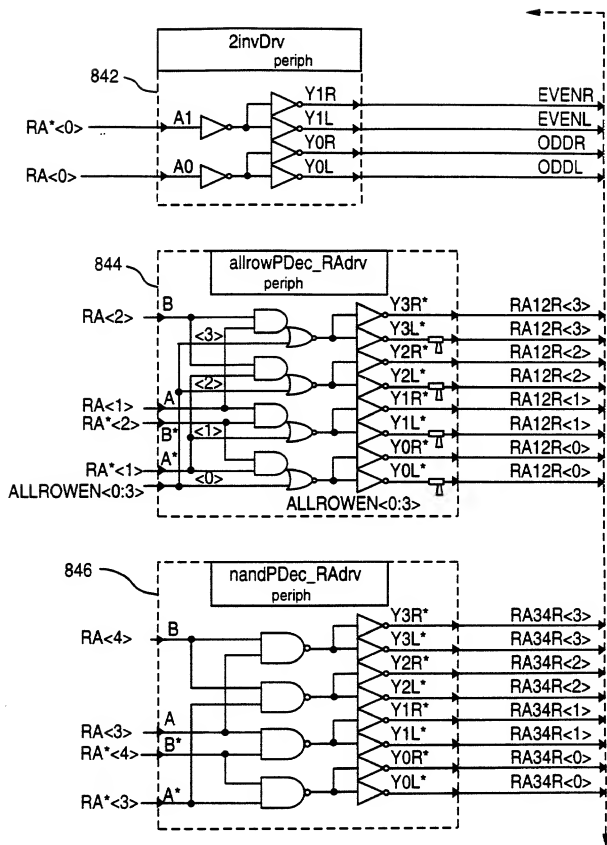 2invDrv
periph
842
Y1R EVENR
RA*<0> A1 Y1L EVENL
Y0R ODDR
RA<0> A0 Y0L ODDL
844
allrowPDec_RAdrv
periph
RA<2> B Y3R* RA12R<3>
<3> Y3L* RA12R<3>
Y2R* RA12R<2>
<2> Y2L* RA12R<2>
RA<1> A Y1R* RA12R<1>
RA*<2> B* <1> Y1L* RA12R<1>
Y0R* RA12R<0>
RA*<1> A* <0> Y0L* RA12R<0>
ALLROWEN<0:3> ALLROWEN<0:3>
846
nandPDec_RAdrv
periph
RA<4> B Y3R* RA34R<3>
Y3L* RA34R<3>
Y2R* RA34R<2>
Y2L* RA34R<2>
RA<3> A Y1R* RA34R<1>
RA*<4> B* Y1L* RA34R<1>
Y0R* RA34R<0>
RA*<3> A* Y0L* RA34R<0>